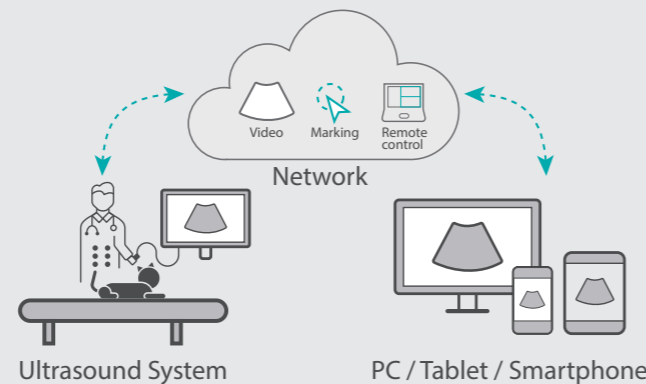 Video
Marking
Remote
control
Network
Ultrasound System
PC / Tablet / Smartphone